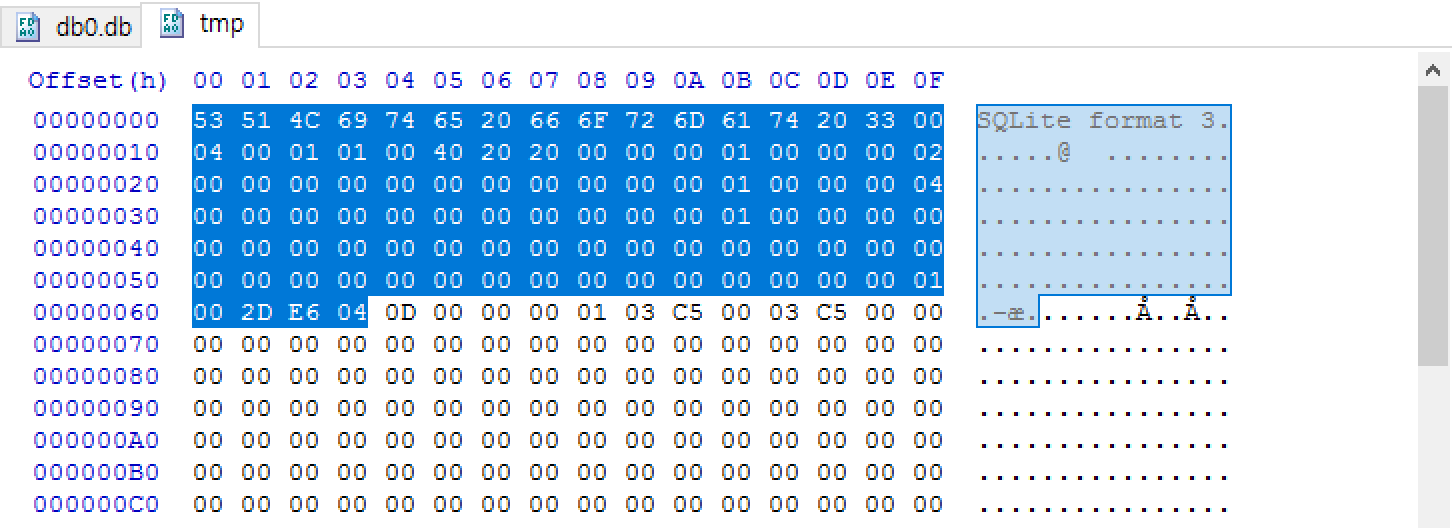 db0.db tmp
Offset(h) 00 01 02 03 04 05 06 07 08 09 0A 0B 0C 0D 0E 0F
00000000 53 51 4C 69 74 65 20 66 6F 72 6D 61 74 20 33 00 SQLite format 3.
00000010 04 00 01 01 00 40 20 20 00 00 00 01 00 00 00 02 .....@  ........
00000020 00 00 00 00 00 00 00 00 00 00 00 01 00 00 00 04 ................
00000030 00 00 00 00 00 00 00 00 00 00 00 01 00 00 00 00 ................
00000040 00 00 00 00 00 00 00 00 00 00 00 00 00 00 00 00 ................
00000050 00 00 00 00 00 00 00 00 00 00 00 00 00 00 00 01 ................
00000060 00 2D E6 04 0D 00 00 00 01 03 C5 00 03 C5 00 00 .-æ.......Å..Å..
00000070 00 00 00 00 00 00 00 00 00 00 00 00 00 00 00 00 ................
00000080 00 00 00 00 00 00 00 00 00 00 00 00 00 00 00 00 ................
00000090 00 00 00 00 00 00 00 00 00 00 00 00 00 00 00 00 ................
000000A0 00 00 00 00 00 00 00 00 00 00 00 00 00 00 00 00 ................
000000B0 00 00 00 00 00 00 00 00 00 00 00 00 00 00 00 00 ................
000000C0 00 00 00 00 00 00 00 00 00 00 00 00 00 00 00 00 ................